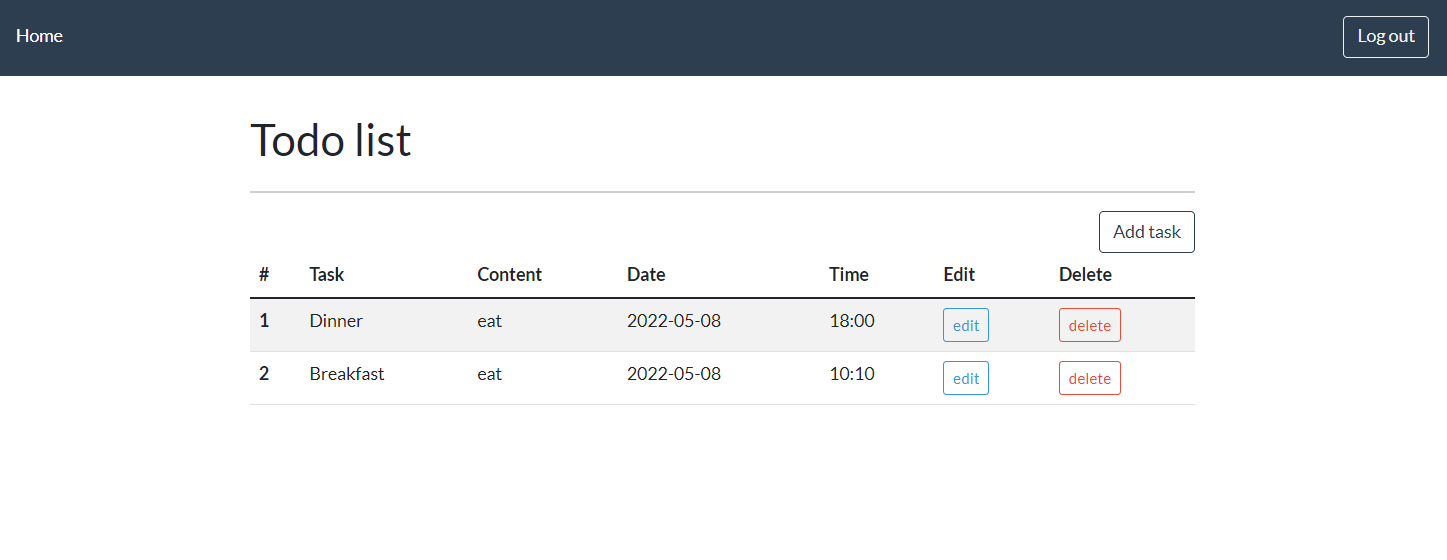 Home Log out
Todo list
Add task
# Task Content Date Time Edit Delete
1 Dinner eat 2022-05-08 18:00 edit delete
2 Breakfast eat 2022-05-08 10:10 edit delete